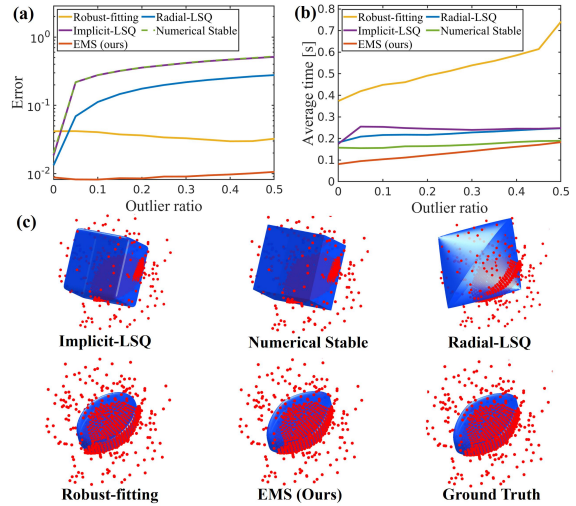 (a)
Robust-fitting Radial-LSQ
Implicit-LSQ Numerical Stable
EMS (ours)
Error
10^0
10^-1
10^-2
0 0.1 0.2 0.3 0.4 0.5
Outlier ratio
(b)
Robust-fitting Radial-LSQ
Implicit-LSQ Numerical Stable
EMS (ours)
Average time [s]
0.8
0.7
0.6
0.5
0.4
0.3
0.2
0.1
0
0 0.1 0.2 0.3 0.4 0.5
Outlier ratio
(c)
Implicit-LSQ Numerical Stable Radial-LSQ
Robust-fitting EMS (Ours) Ground Truth